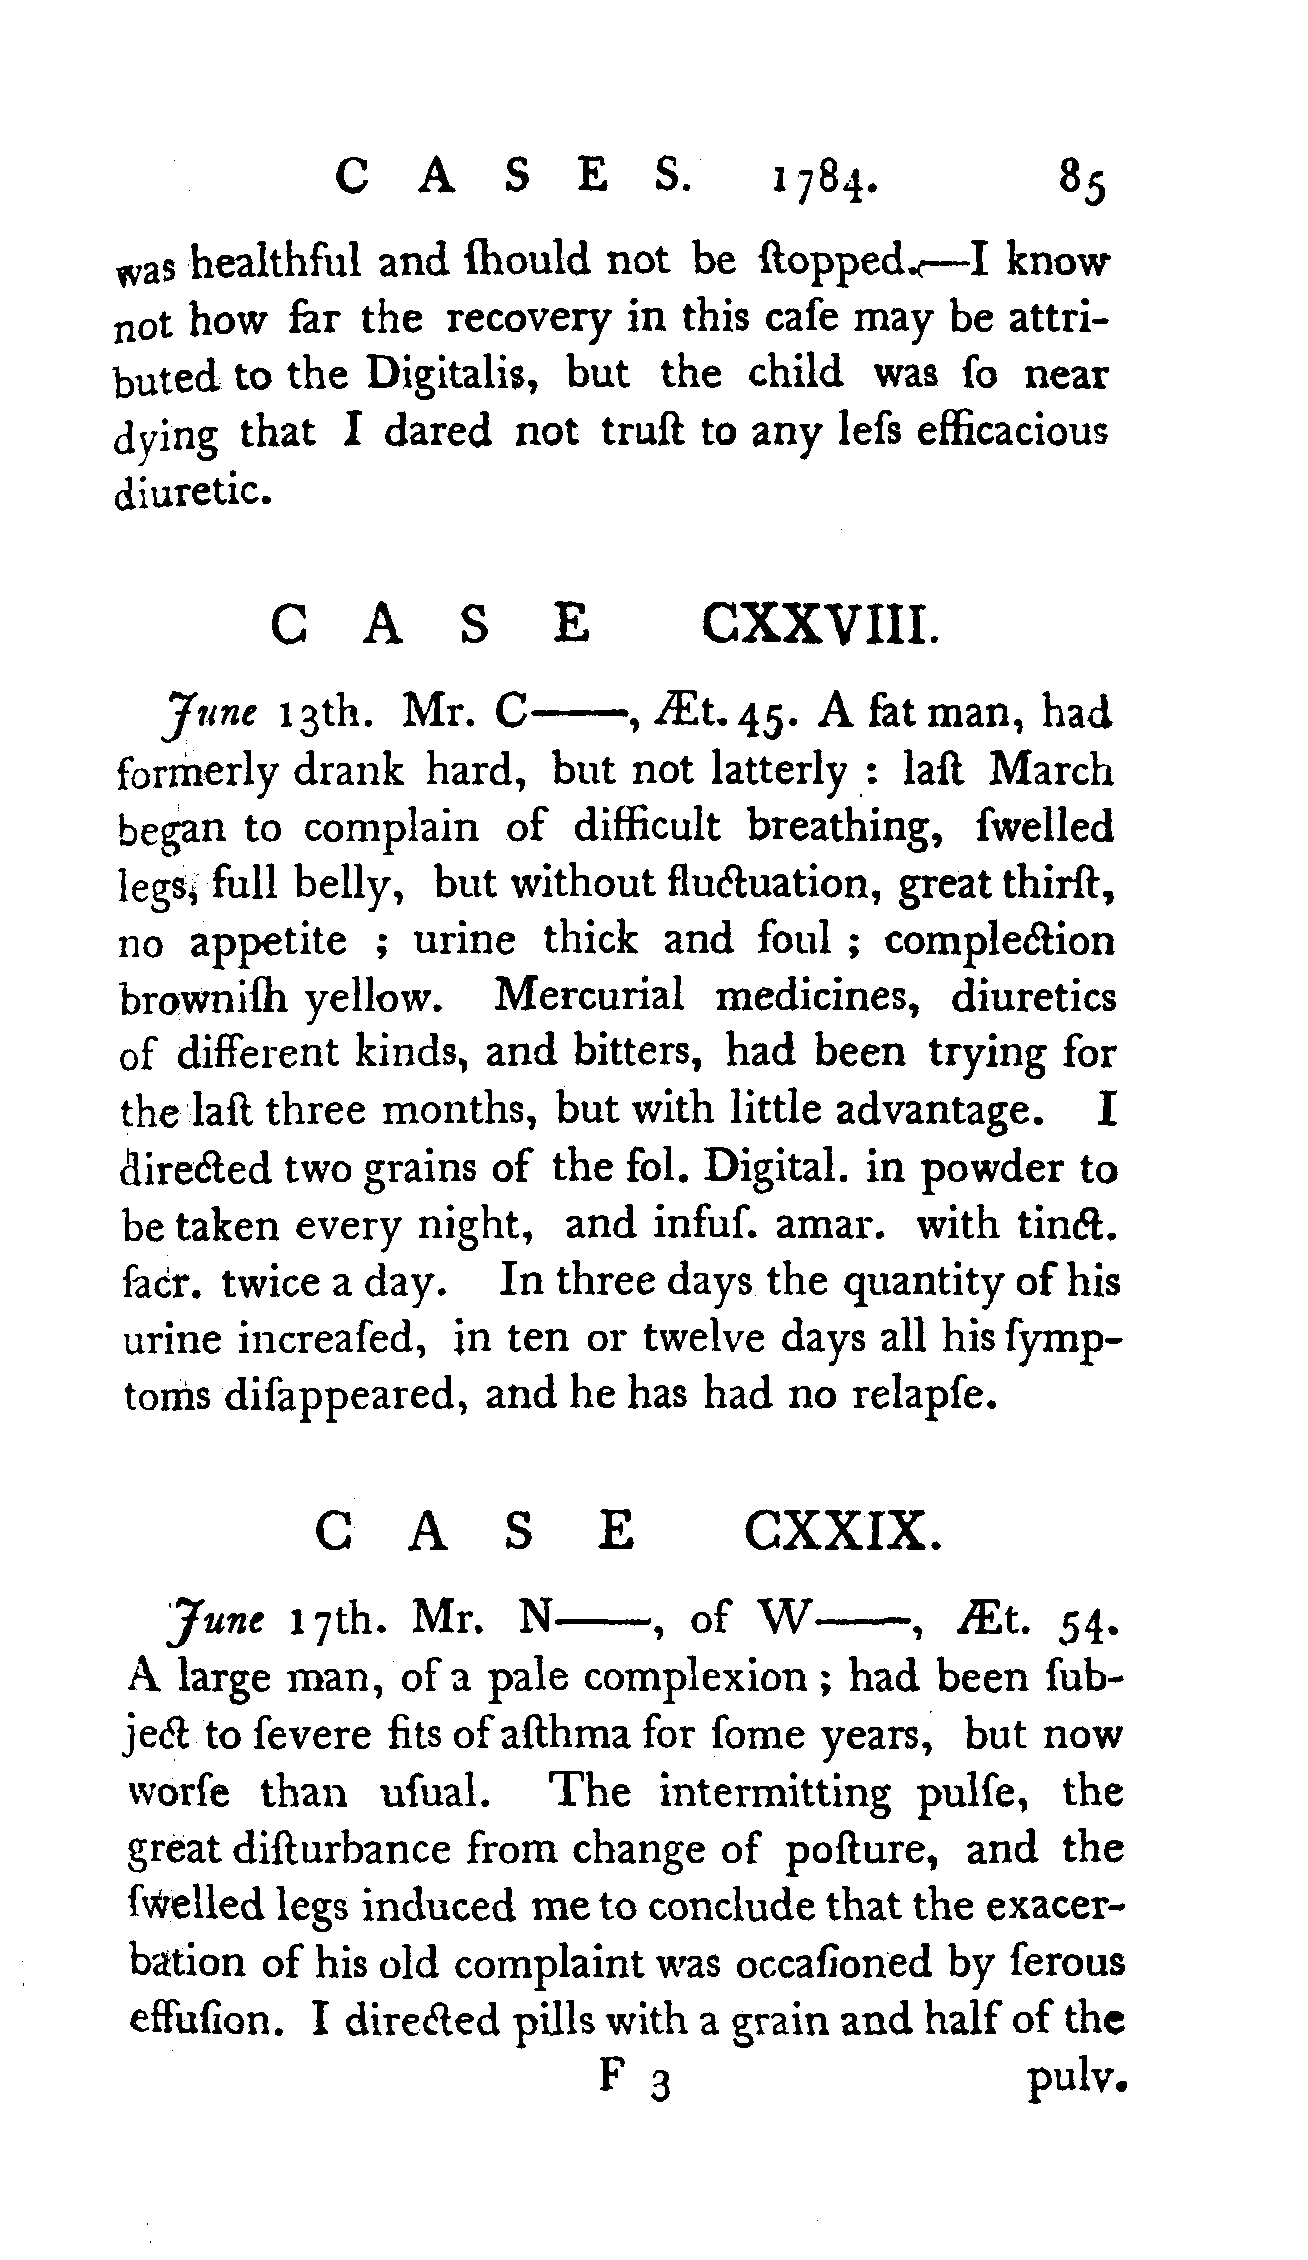 C A S E S. 1784. 85
was healthful and ſhould not be ſtopped.—I know
not how far the recovery in this caſe may be attri-
buted to the Digitalis, but the child was ſo near
dying that I dared not truſt to any leſs efficacious
diuretic.
C A S E CXXVIII.
June 13th. Mr. C——, Æt. 45. A fat man, had
formerly drank hard, but not latterly : laſt March
began to complain of difficult breathing, ſwelled
legs, full belly, but without fluctuation, great thirſt,
no appetite ; urine thick and foul ; complection
browniſh yellow. Mercurial medicines, diuretics
of different kinds, and bitters, had been trying for
the laſt three months, but with little advantage. I
directed two grains of the fol. Digital. in powder to
be taken every night, and infuſ. amar. with tinct.
ſacr. twice a day. In three days the quantity of his
urine increaſed, in ten or twelve days all his ſymp-
toms diſappeared, and he has had no relapſe.
C A S E CXXIX.
June 17th. Mr. N——, of W——, Æt. 54.
A large man, of a pale complexion ; had been ſub-
ject to ſevere fits of aſthma for ſome years, but now
worſe than uſual. The intermitting pulſe, the
great diſturbance from change of poſture, and the
ſwelled legs induced me to conclude that the exacer-
bation of his old complaint was occaſioned by ſerous
effuſion. I directed pills with a grain and half of the
F 3 pulv.